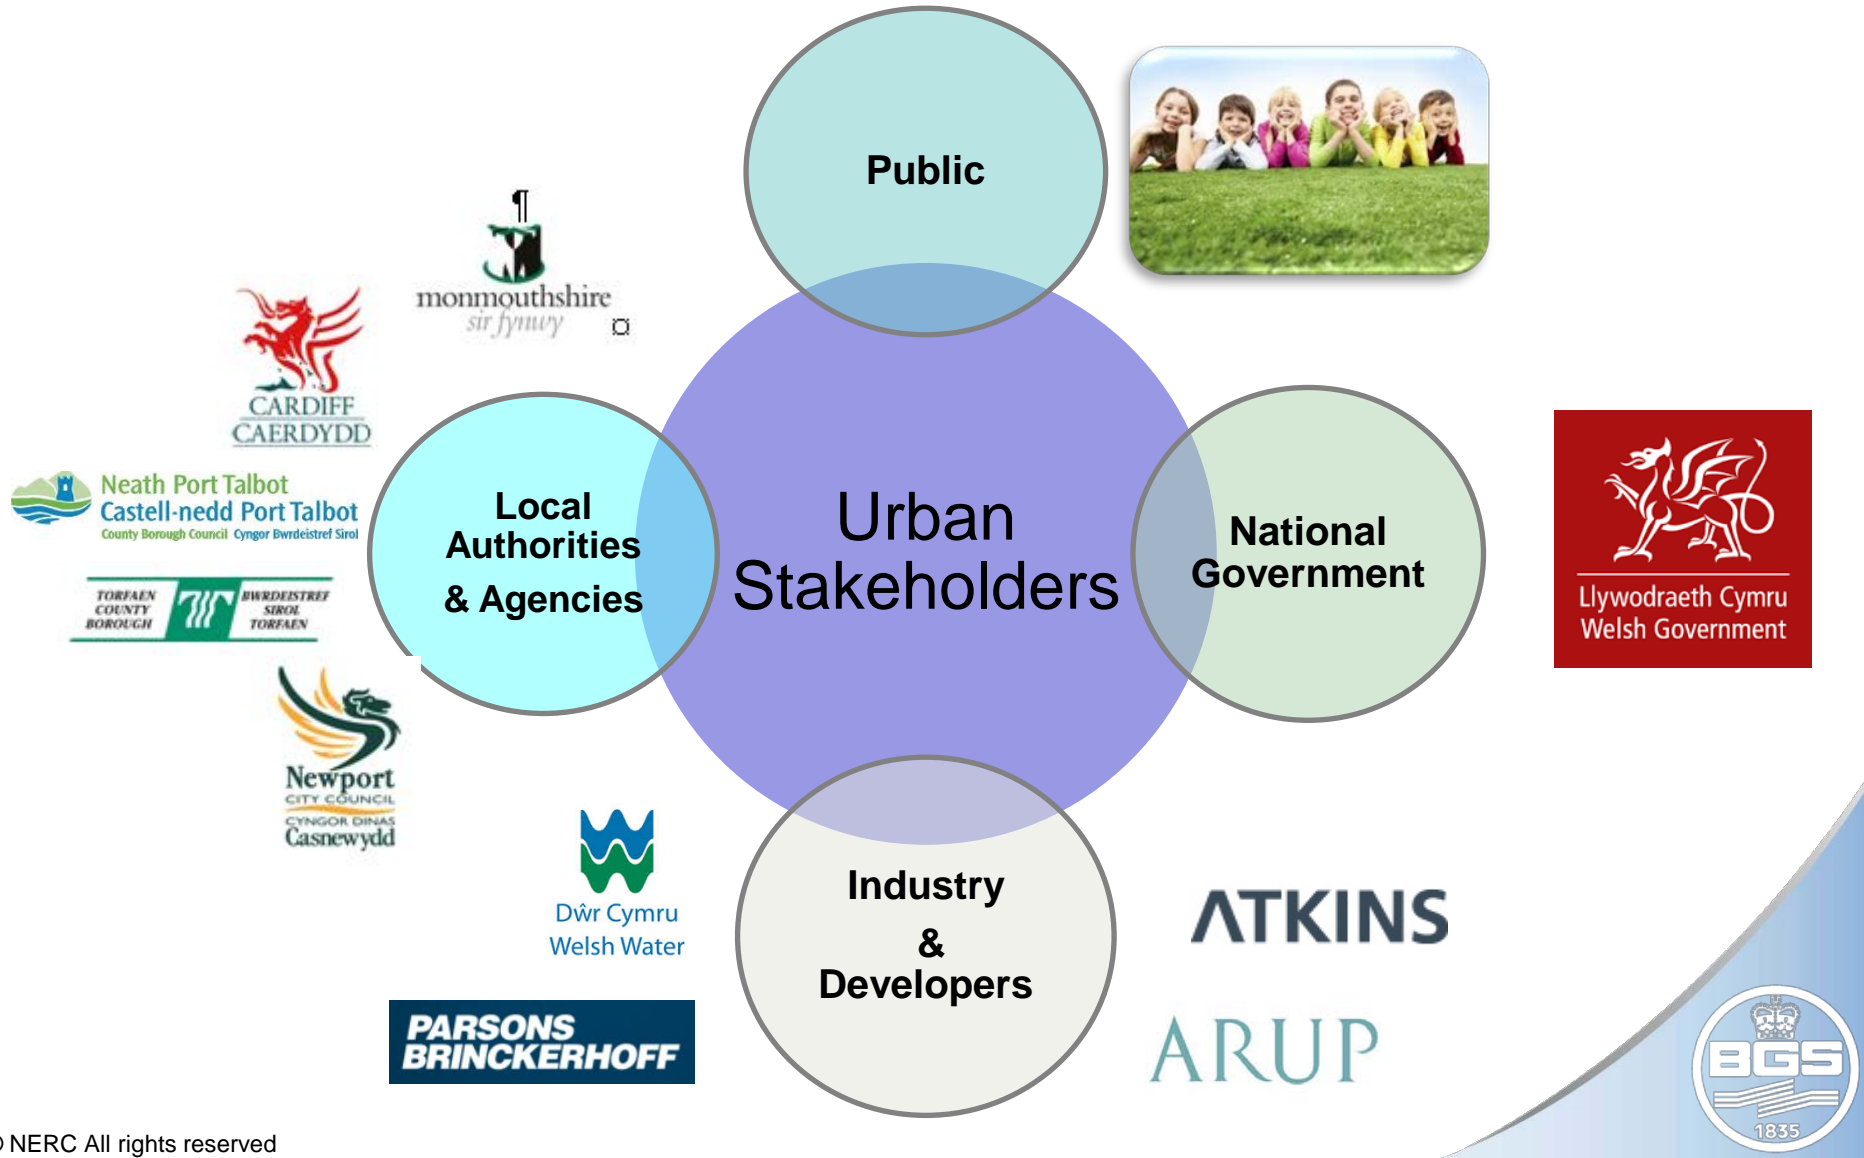 Public
¶
monmouthshire
sir fynwy
¤
CARDIFF
CAERDYDD
Neath Port Talbot
Castell-nedd Port Talbot
County Borough Council Cyngor Bwrdeistref Sirol
TORFAEN
COUNTY
BOROUGH
BWRDEISTREF
SIROL
TORFAEN
Newport
CITY COUNCIL
CYNGOR DINAS
Casnewydd
Local
Authorities
& Agencies
Urban
Stakeholders
National
Government
Llywodraeth Cymru
Welsh Government
Dŵr Cymru
Welsh Water
PARSONS
BRINCKERHOFF
Industry
&
Developers
ATKINS
ARUP
BGS
1835
© NERC All rights reserved